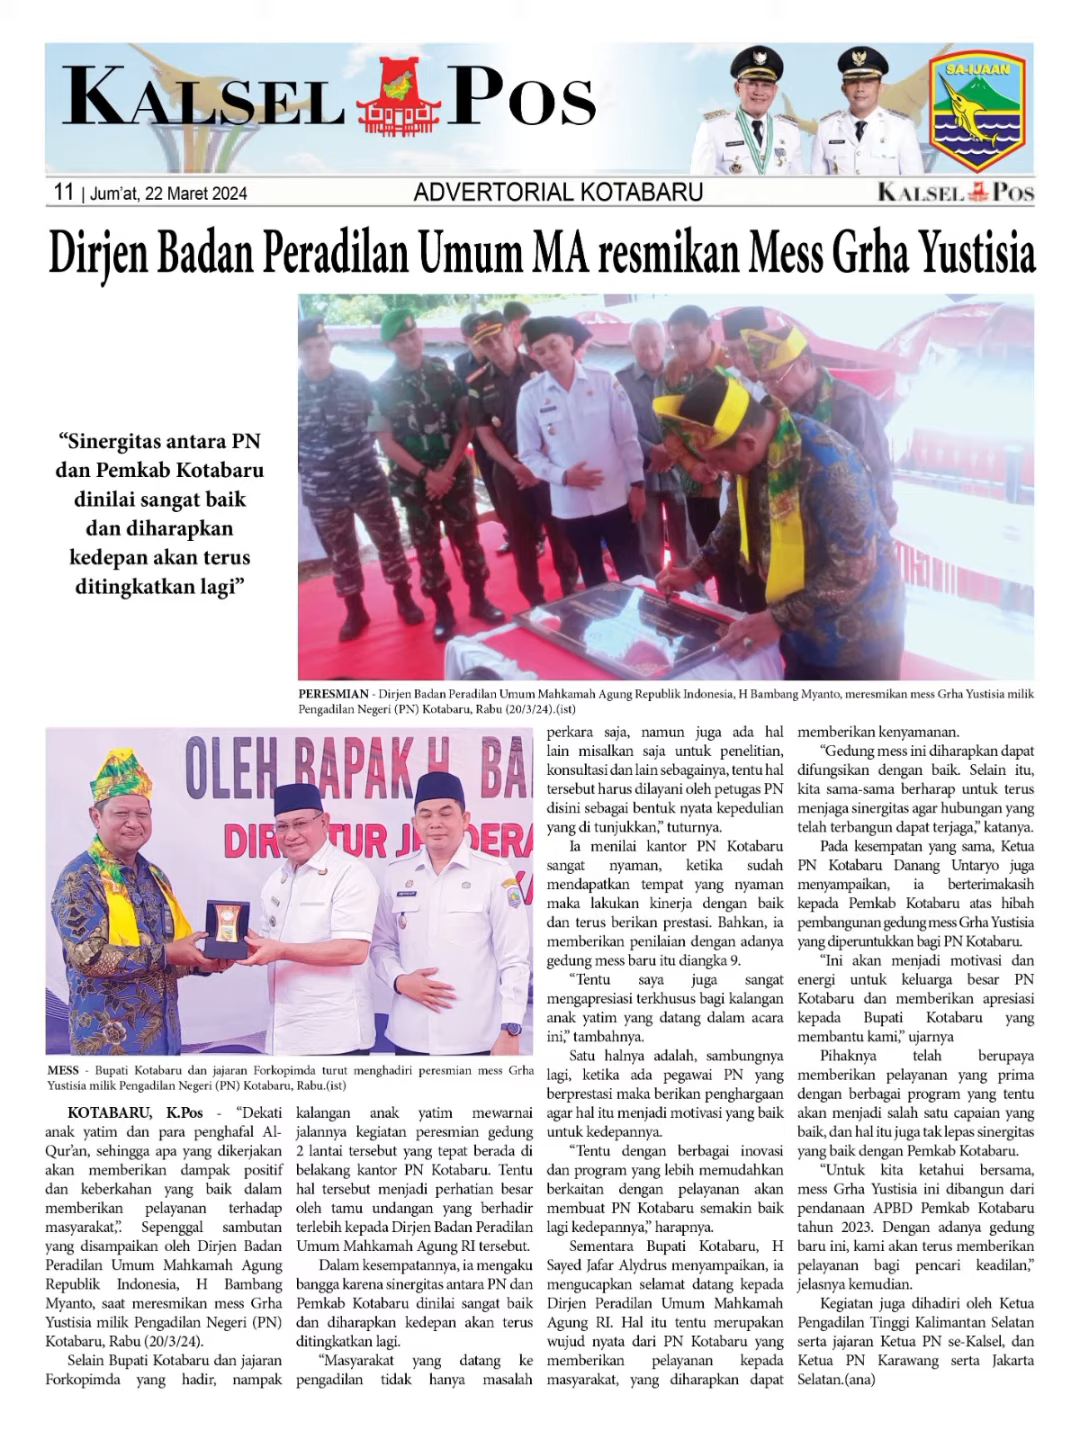 KALSEL POS
SA-IJAAN
11 | Jum'at, 22 Maret 2024
ADVERTORIAL KOTABARU
KALSEL POS
Dirjen Badan Peradilan Umum MA resmikan Mess Grha Yustisia
“Sinergitas antara PN
dan Pemkab Kotabaru
dinilai sangat baik
dan diharapkan
kedepan akan terus
ditingkatkan lagi”
PERESMIAN - Dirjen Badan Peradilan Umum Mahkamah Agung Republik Indonesia, H Bambang Myanto, meresmikan mess Grha Yustisia milik
Pengadilan Negeri (PN) Kotabaru, Rabu (20/3/24).(ist)
OLEH BAPAK H. BA
MESS - Bupati Kotabaru dan jajaran Forkopimda turut menghadiri peresmian mess Grha
Yustisia milik Pengadilan Negeri (PN) Kotabaru, Rabu.(ist)
KOTABARU, K.Pos - “Dekati
anak yatim dan para penghafal Al-
Qur’an, sehingga apa yang dikerjakan
akan memberikan dampak positif
dan keberkahan yang baik dalam
memberikan pelayanan terhadap
masyarakat,”. Sepenggal sambutan
yang disampaikan oleh Dirjen Badan
Peradilan Umum Mahkamah Agung
Republik Indonesia, H Bambang
Myanto, saat meresmikan mess Grha
Yustisia milik Pengadilan Negeri (PN)
Kotabaru, Rabu (20/3/24).
Selain Bupati Kotabaru dan jajaran
Forkopimda yang hadir, nampak
kalangan anak yatim mewarnai
jalannya kegiatan peresmian gedung
2 lantai tersebut yang tepat berada di
belakang kantor PN Kotabaru. Tentu
hal tersebut menjadi perhatian besar
oleh tamu undangan yang berhadir
terlebih kepada Dirjen Badan Peradilan
Umum Mahkamah Agung RI tersebut.
Dalam kesempatannya, ia mengaku
bangga karena sinergitas antara PN dan
Pemkab Kotabaru dinilai sangat baik
dan diharapkan kedepan akan terus
ditingkatkan lagi.
“Masyarakat yang datang ke
pengadilan tidak hanya masalah
perkara saja, namun juga ada hal
lain misalkan saja untuk penelitian,
konsultasi dan lain sebagainya, tentu hal
tersebut harus dilayani oleh petugas PN
disini sebagai bentuk nyata kepedulian
yang di tunjukkan,” tuturnya.
Ia menilai kantor PN Kotabaru
sangat nyaman, ketika sudah
mendapatkan tempat yang nyaman
maka lakukan kinerja dengan baik
dan terus berikan prestasi. Bahkan, ia
memberikan penilaian dengan adanya
gedung mess baru itu diangka 9.
“Tentu saya juga sangat
mengapresiasi terkhusus bagi kalangan
anak yatim yang datang dalam acara
ini,” tambahnya.
Satu halnya adalah, sambungnya
lagi, ketika ada pegawai PN yang
berprestasi maka berikan penghargaan
agar hal itu menjadi motivasi yang baik
untuk kedepannya.
“Tentu dengan berbagai inovasi
dan program yang lebih memudahkan
berkaitan dengan pelayanan akan
membuat PN Kotabaru semakin baik
lagi kedepannya,” harapnya.
Sementara Bupati Kotabaru, H
Sayed Jafar Alydrus menyampaikan, ia
mengucapkan selamat datang kepada
Dirjen Peradilan Umum Mahkamah
Agung RI. Hal itu tentu merupakan
wujud nyata dari PN Kotabaru yang
memberikan pelayanan kepada
masyarakat, yang diharapkan dapat
memberikan kenyamanan.
“Gedung mess ini diharapkan dapat
difungsikan dengan baik. Selain itu,
kita sama-sama berharap untuk terus
menjaga sinergitas agar hubungan yang
telah terbangun dapat terjaga,” katanya.
Pada kesempatan yang sama, Ketua
PN Kotabaru Danang Untaryo juga
menyampaikan, ia berterimakasih
kepada Pemkab Kotabaru atas hibah
pembangunan gedung mess Grha Yustisia
yang diperuntukkan bagi PN Kotabaru.
“Ini akan menjadi motivasi dan
energi untuk keluarga besar PN
Kotabaru dan memberikan apresiasi
kepada Bupati Kotabaru yang
membantu kami,” ujarnya
Pihaknya telah berupaya
memberikan pelayanan yang prima
dengan berbagai program yang tentu
akan menjadi salah satu capaian yang
baik, dan hal itu juga tak lepas sinergitas
yang baik dengan Pemkab Kotabaru.
“Untuk kita ketahui bersama,
mess Grha Yustisia ini dibangun dari
pendanaan APBD Pemkab Kotabaru
tahun 2023. Dengan adanya gedung
baru ini, kami akan terus memberikan
pelayanan bagi pencari keadilan,”
jelasnya kemudian.
Kegiatan juga dihadiri oleh Ketua
Pengadilan Tinggi Kalimantan Selatan
serta jajaran Ketua PN se-Kalsel, dan
Ketua PN Karawang serta Jakarta
Selatan.(ana)